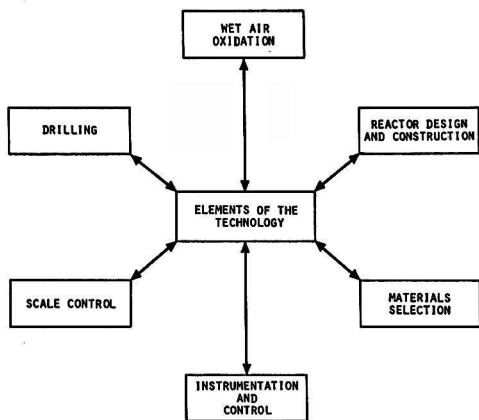 WET AIR
OXIDATION
DRILLING
REACTOR DESIGN
AND CONSTRUCTION
ELEMENTS OF THE
TECHNOLOGY
SCALE CONTROL
MATERIALS
SELECTION
INSTRUMENTATION
AND
CONTROL